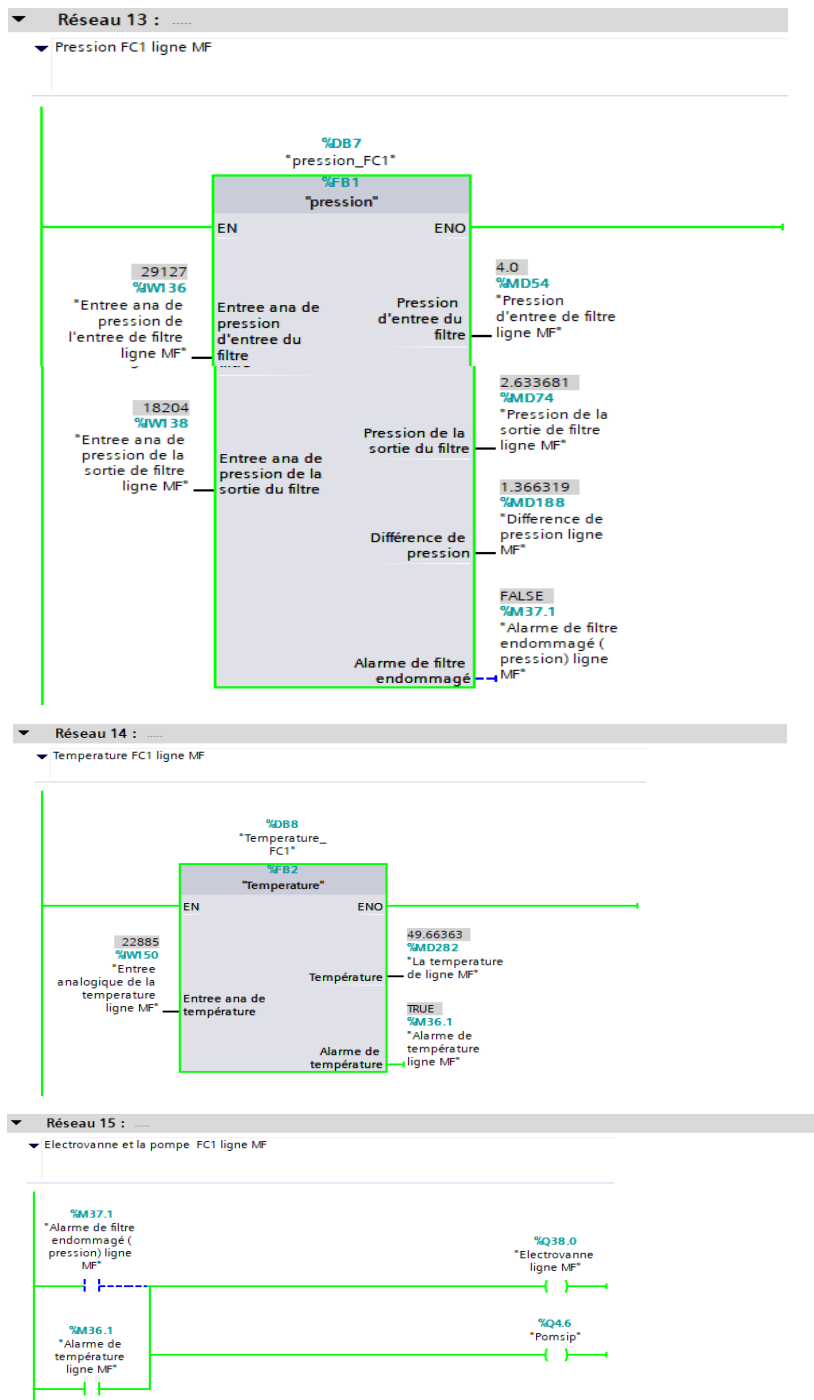 Réseau 13 : .....
Pression FC1 ligne MF
%DB7
"pression_FC1"
%FB1
"pression"
EN
ENO
29127
%IW136
"Entree ana de
pression de
l'entree de filtre
ligne MF"
Entree ana de
pression
d'entree du
filtre
Pression
d'entree du
filtre
4.0
%MD54
"Pression
d'entree de filtre
ligne MF"
18204
%IW138
"Entree ana de
pression de la
sortie de filtre
ligne MF"
Entree ana de
pression de la
sortie du filtre
Pression de la
sortie du filtre
2.633681
%MD74
"Pression de la
sortie de filtre
ligne MF"
Différence de
pression
1.366319
%MD188
"Difference de
pression ligne
MF"
Alarme de filtre
endommagé
FALSE
%M37.1
"Alarme de filtre
endommagé (
pression) ligne
MF"
Réseau 14 : .....
Temperature FC1 ligne MF
%DB8
"Temperature_
FC1"
%FB2
"Temperature"
EN
ENO
22885
%IW150
"Entree
analogique de la
temperature
ligne MF"
Entree ana de
température
Température
49.66363
%MD282
"La temperature
de ligne MF"
Alarme de
température
TRUE
%M36.1
"Alarme de
température
ligne MF"
Réseau 15 : .....
Electrovanne et la pompe FC1 ligne MF
%M37.1
"Alarme de filtre
endommagé (
pression) ligne
MF"
%Q38.0
"Electrovanne
ligne MF"
%M36.1
"Alarme de
température
ligne MF"
%Q4.6
"Pomsip"